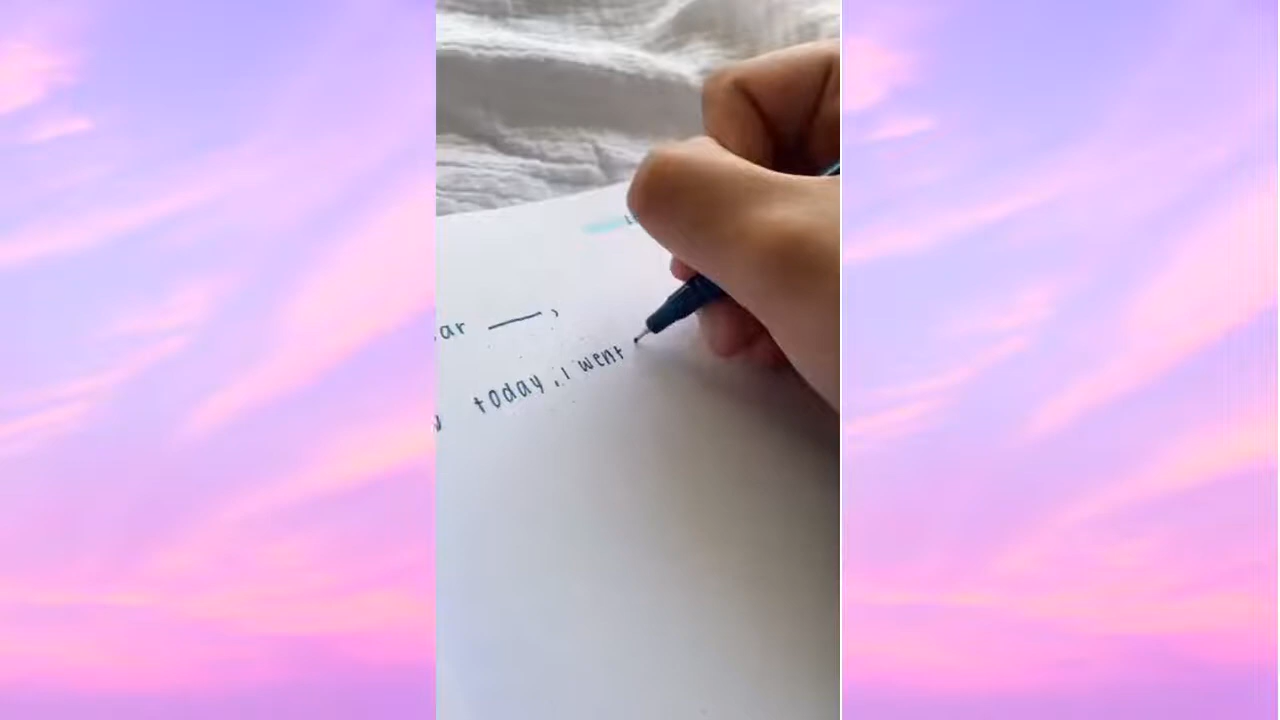 ar ___,
today, i went